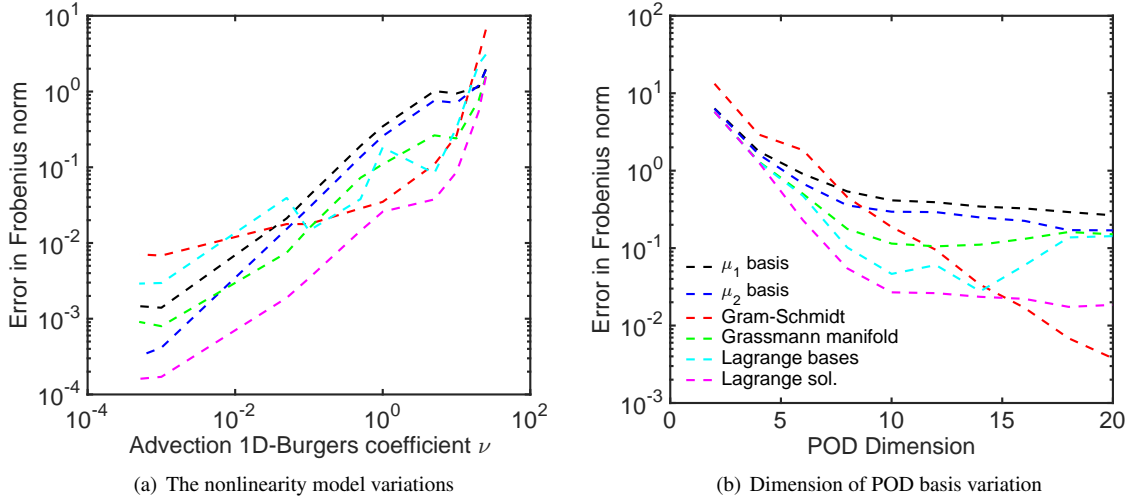 10^1
10^0
10^-1
10^-2
10^-3
10^-4
Error in Frobenius norm
10^-4
10^-2
10^0
10^2
Advection 1D-Burgers coefficient ν
(a) The nonlinearity model variations
10^2
10^1
10^0
10^-1
10^-2
10^-3
Error in Frobenius norm
μ_1 basis
μ_2 basis
Gram-Schmidt
Grassmann manifold
Lagrange bases
Lagrange sol.
0
5
10
15
20
POD Dimension
(b) Dimension of POD basis variation